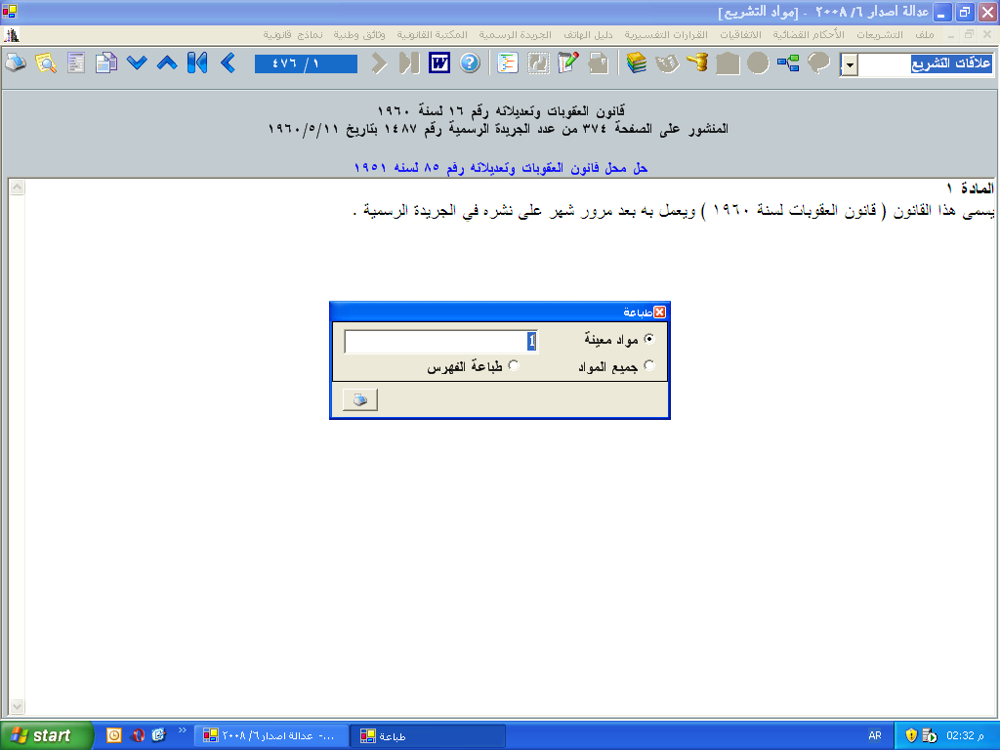 عدالة اصدار ٦/ ٢٠٠٨ - [مواد التشريع]
ملف التشريعات الأحكام القضائية الاتفاقيات القرارات التفسيرية دليل الهاتف الجريدة الرسمية المكتبة القانونية وثائق وطنية نماذج قانونية
علاقات التشريع
١ / ٤٧٦
قانون العقوبات وتعديلاته رقم ١٦ لسنة ١٩٦٠
المنشور على الصفحة ٣٧٤ من عدد الجريدة الرسمية رقم ١٤٨٧ بتاريخ ١٩٦٠/٥/١١
حل محل قانون العقوبات وتعديلاته رقم ٨٥ لسنه ١٩٥١
المادة ١
يسمى هذا القانون ( قانون العقوبات لسنة ١٩٦٠ ) ويعمل به بعد مرور شهر على نشره في الجريدة الرسمية .
طباعة
مواد معينة
1
جميع المواد
طباعة الفهرس
start
عدالة اصدار ٦/ ٢٠٠٨ -...
طباعة
AR
02:32 م